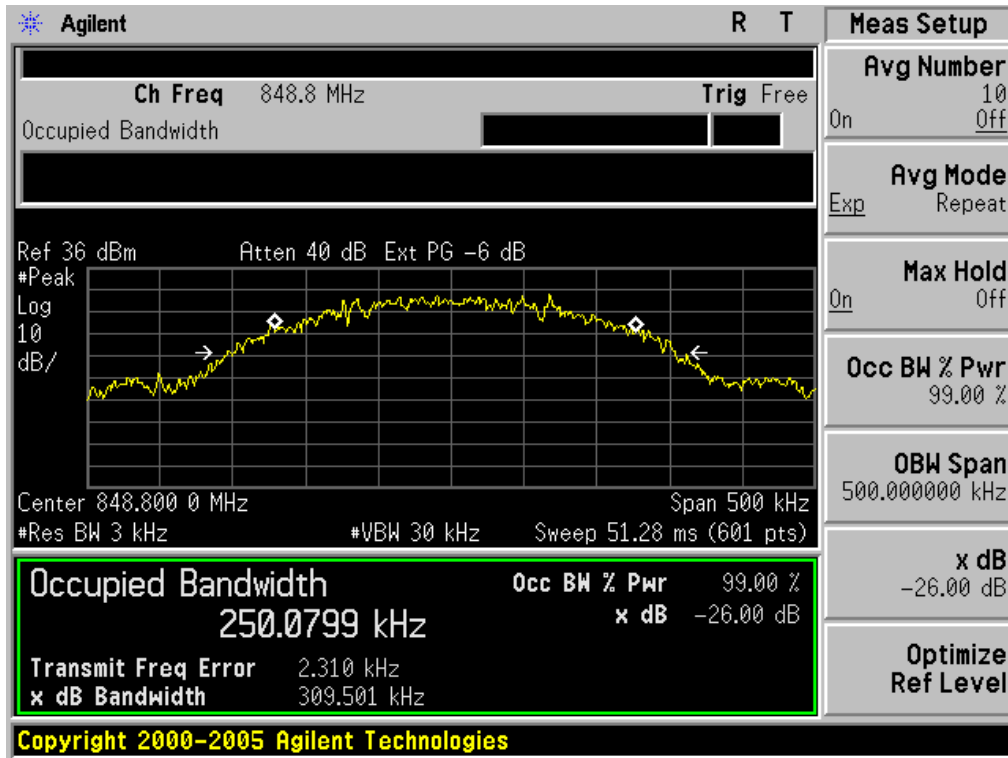 Agilent R T
Ch Freq 848.8 MHz Trig Free
Occupied Bandwidth
Ref 36 dBm Atten 40 dB Ext PG -6 dB
#Peak
Log
10
dB/
Center 848.800 0 MHz Span 500 kHz
#Res BW 3 kHz #VBW 30 kHz Sweep 51.28 ms (601 pts)
Occupied Bandwidth Occ BW % Pwr 99.00 %
250.0799 kHz x dB -26.00 dB
Transmit Freq Error 2.310 kHz
x dB Bandwidth 309.501 kHz
Copyright 2000-2005 Agilent Technologies
Meas Setup
Avg Number
10
On Off
Avg Mode
Exp Repeat
Max Hold
On Off
Occ BW % Pwr
99.00 %
OBW Span
500.000000 kHz
x dB
-26.00 dB
Optimize
Ref Level